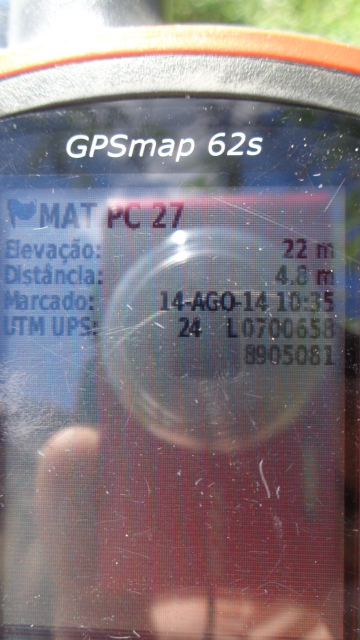 GPSmap 62s
MAT PC 27
Elevação: 22 m
Distância: 4.8 m
Marcado: 14-AGO-14 10:35
UTM UPS: 24 L0700658
8905081